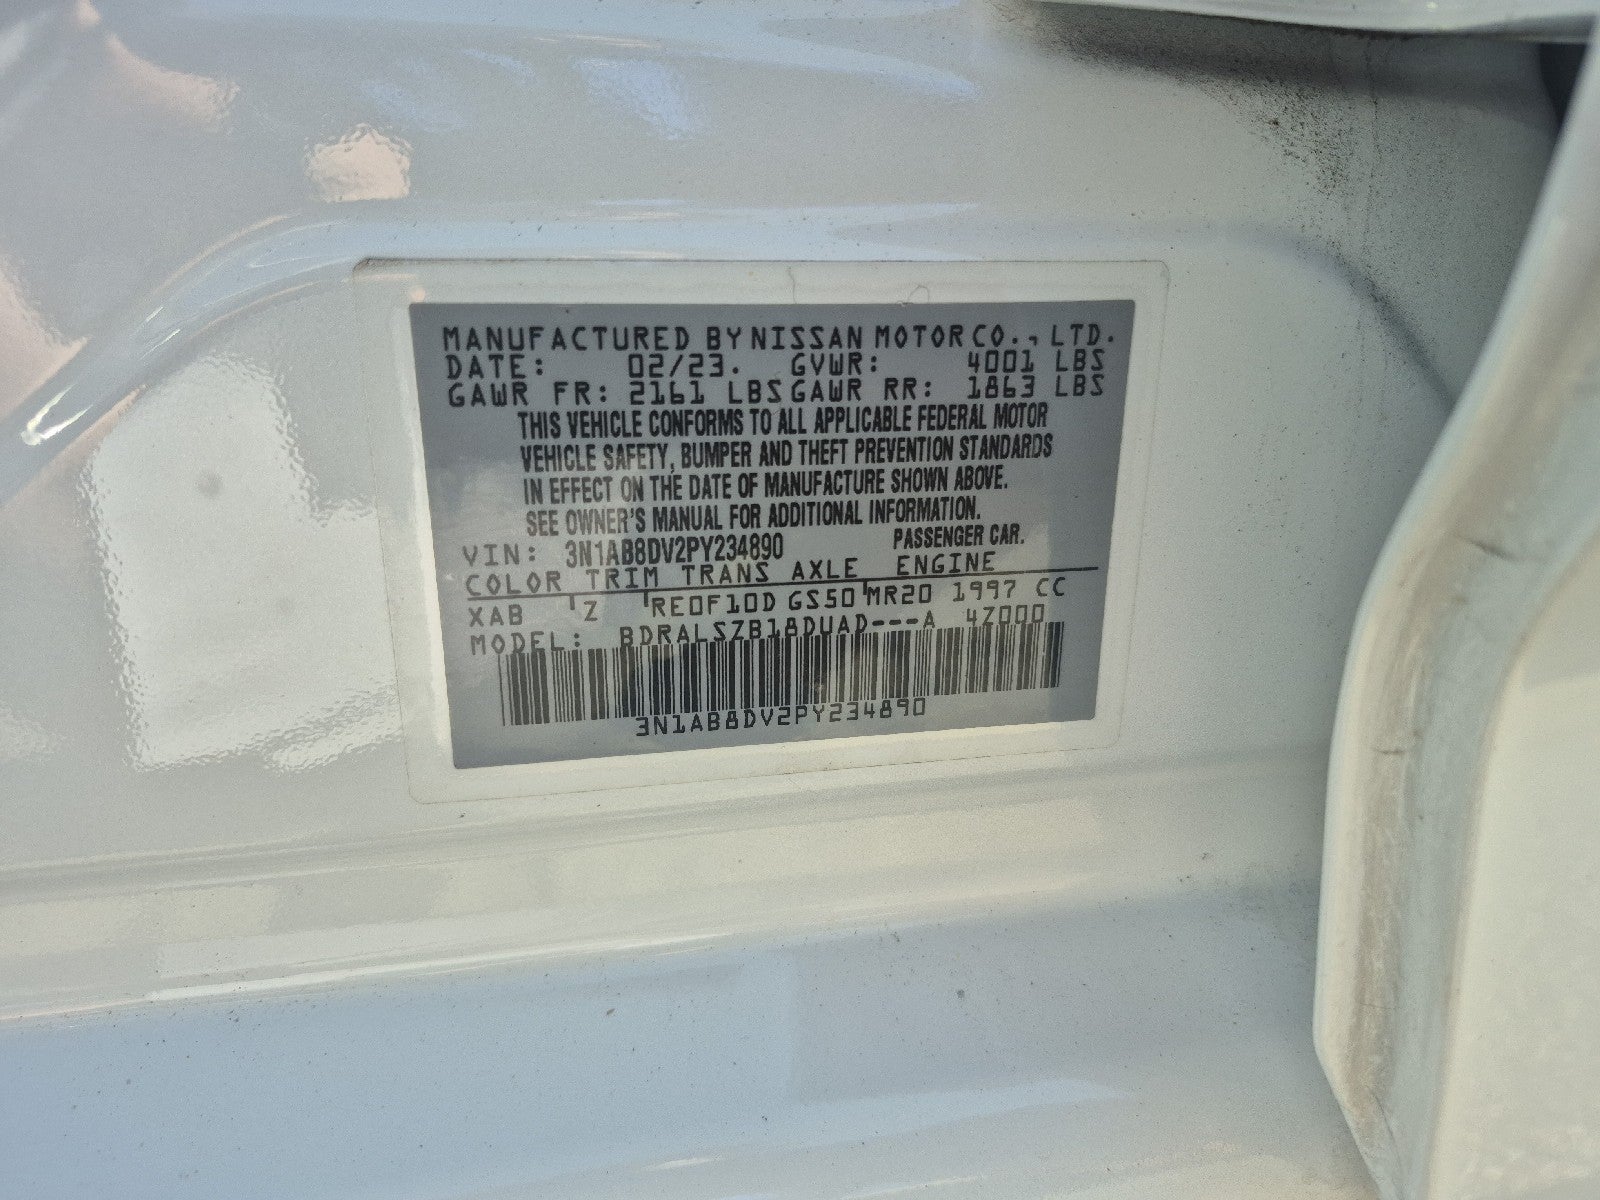 MANUFACTURED BY NISSAN MOTOR CO., LTD.
DATE: 02/23. GVWR: 4001 LBS
GAWR FR: 2161 LBS GAWR RR: 1863 LBS
THIS VEHICLE CONFORMS TO ALL APPLICABLE FEDERAL MOTOR
VEHICLE SAFETY, BUMPER AND THEFT PREVENTION STANDARDS
IN EFFECT ON THE DATE OF MANUFACTURE SHOWN ABOVE.
SEE OWNER'S MANUAL FOR ADDITIONAL INFORMATION.
VIN: 3N1AB8DV2PY234890 PASSENGER CAR.
COLOR TRIM TRANS AXLE ENGINE
XAB Z RE0F10D GS50 MR20 1997 CC
MODEL: BDRALSZB18DUAD---A 4Z000
3N1AB8DV2PY234890